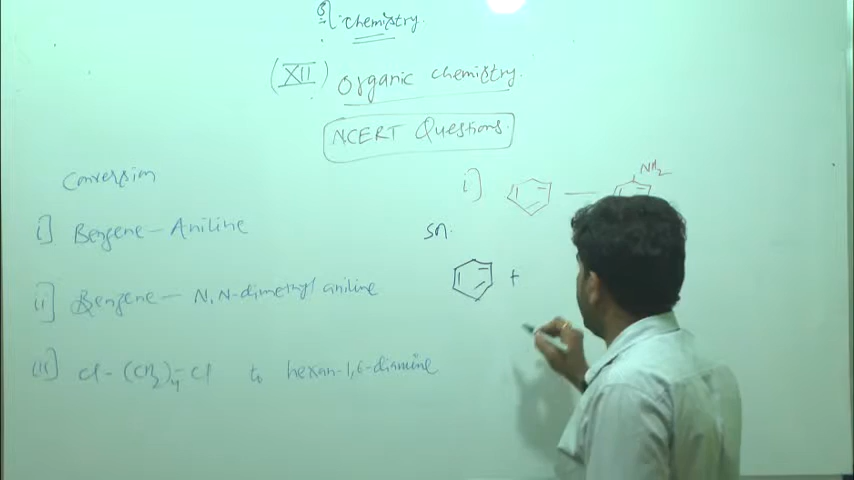 chemistry.
(XII) Organic chemistry.
NCERT Questions.
Conversion
i] Benzene - Aniline
ii] Benzene - N,N-dimethyl aniline
iii] Cl-(CH2)4-Cl to hexan-1,6-diamine
i] — NH2
Sn.
+